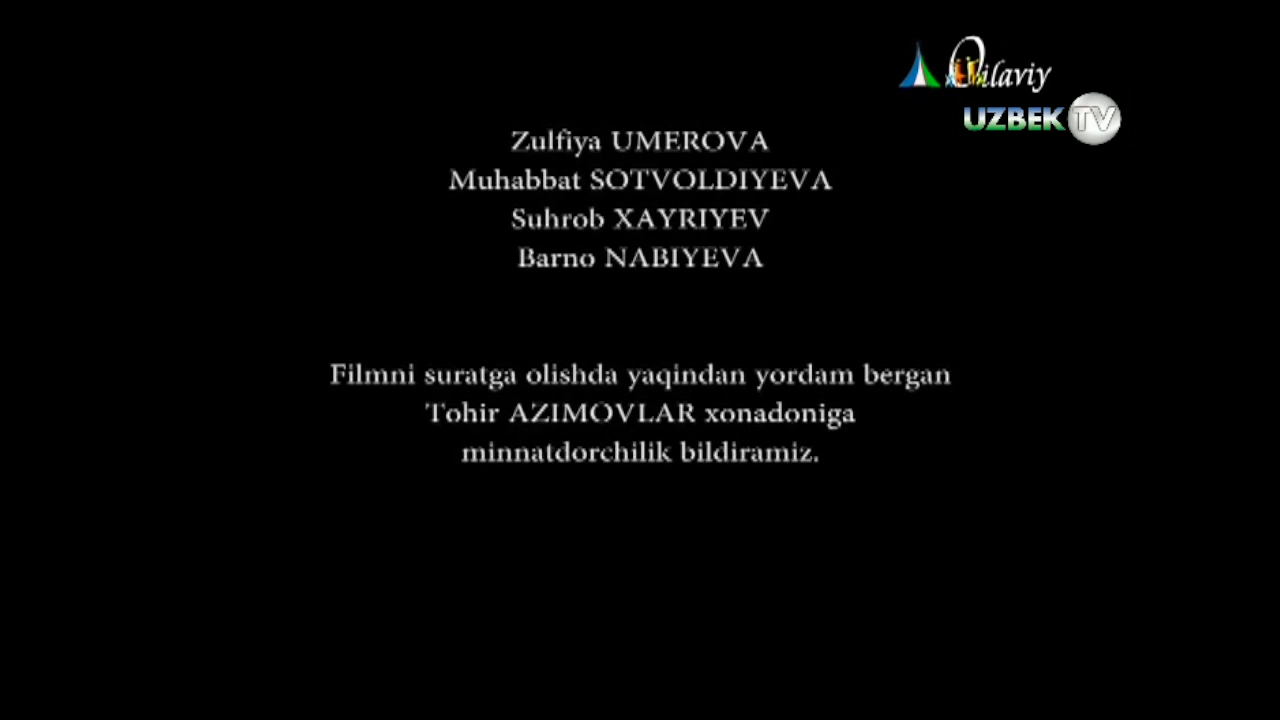 Oilaviy
UZBEK TV
Zulfiya UMEROVA
Muhabbat SOTVOLDIYEVA
Suhrob XAYRIYEV
Barno NABIYEVA
Filmni suratga olishda yaqindan yordam bergan
Tohir AZIMOVLAR xonadoniga
minnatdorchilik bildiramiz.